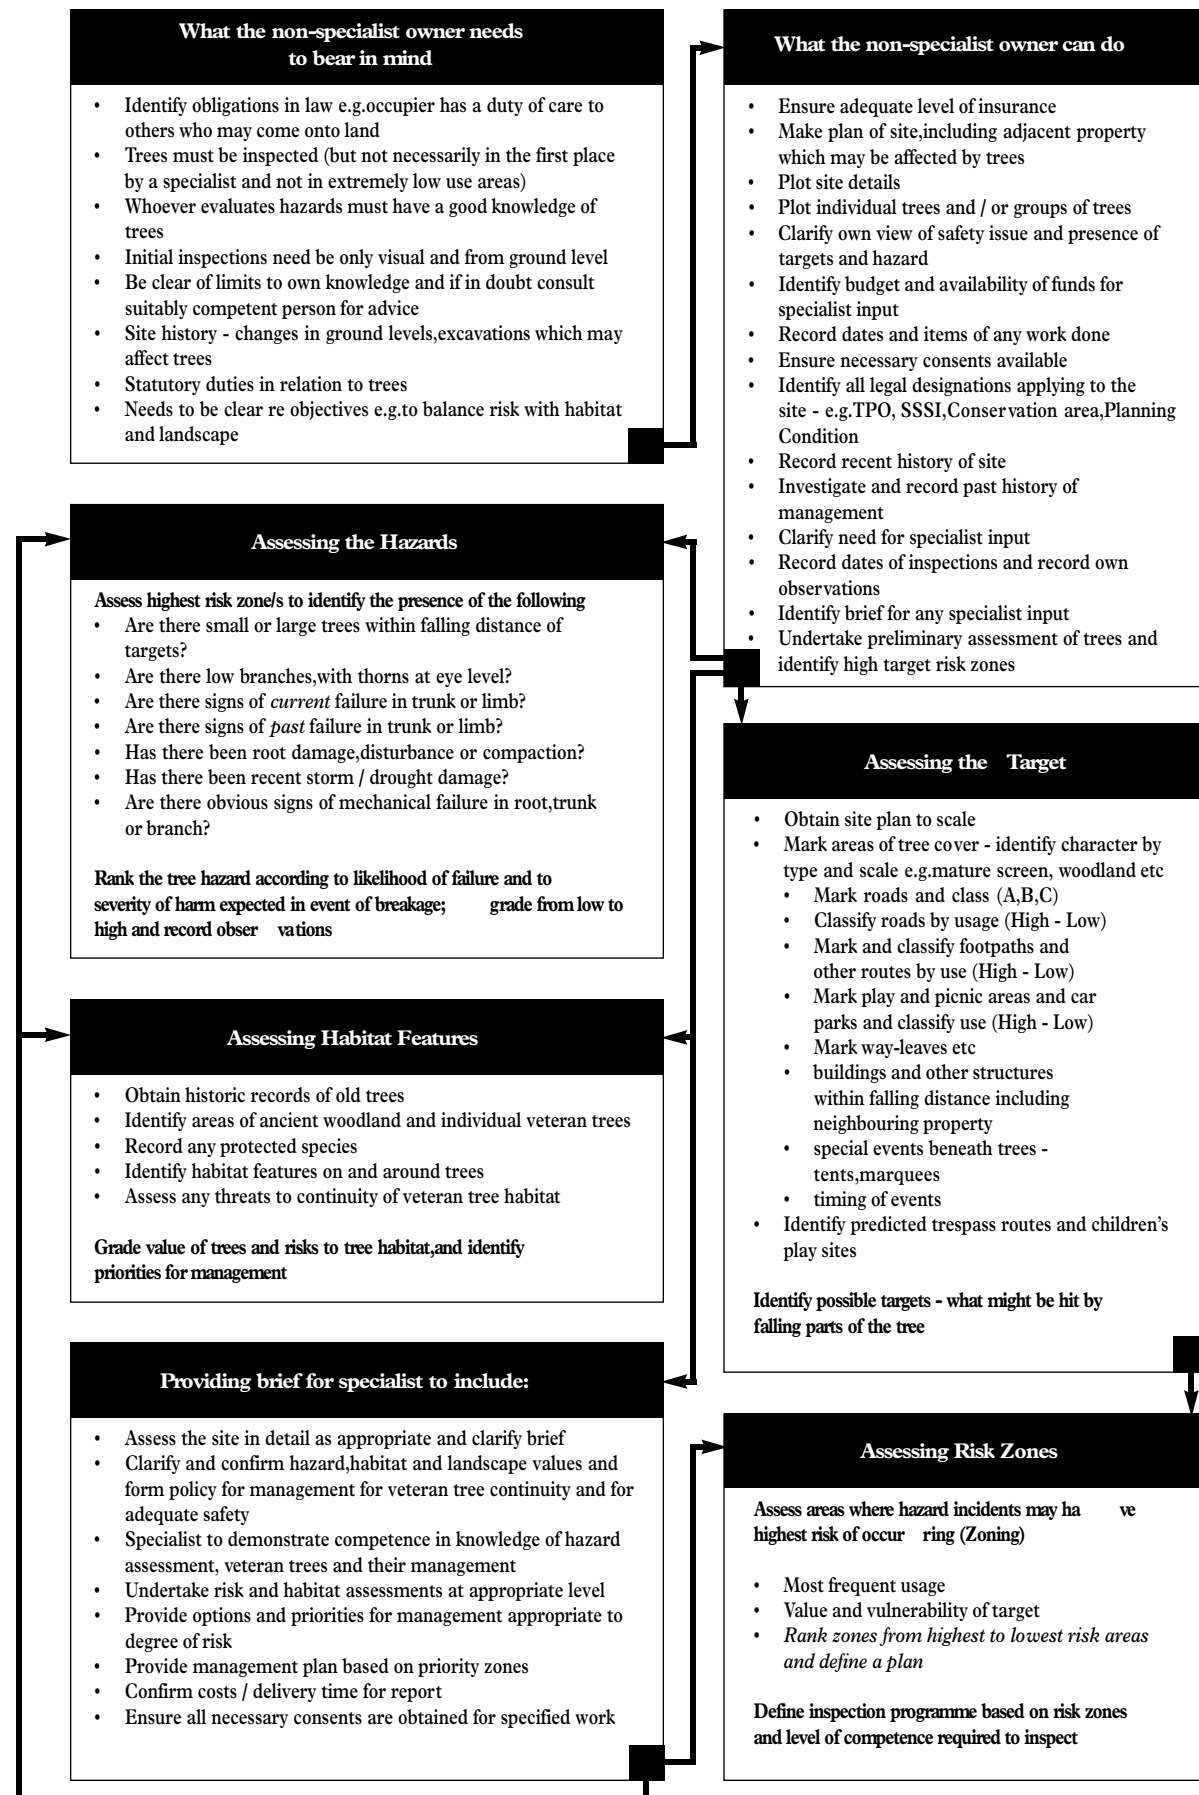 What the non-specialist owner needs
to bear in mind
• Identify obligations in law e.g.occupier has a duty of care to
others who may come onto land
• Trees must be inspected (but not necessarily in the first place
by a specialist and not in extremely low use areas)
• Whoever evaluates hazards must have a good knowledge of
trees
• Initial inspections need be only visual and from ground level
• Be clear of limits to own knowledge and if in doubt consult
suitably competent person for advice
• Site history - changes in ground levels,excavations which may
affect trees
• Statutory duties in relation to trees
• Needs to be clear re objectives e.g.to balance risk with habitat
and landscape
What the non-specialist owner can do
• Ensure adequate level of insurance
• Make plan of site,including adjacent property
which may be affected by trees
• Plot site details
• Plot individual trees and / or groups of trees
• Clarify own view of safety issue and presence of
targets and hazard
• Identify budget and availability of funds for
specialist input
• Record dates and items of any work done
• Ensure necessary consents available
• Identify all legal designations applying to the
site - e.g.TPO, SSSI,Conservation area,Planning
Condition
• Record recent history of site
• Investigate and record past history of
management
• Clarify need for specialist input
• Record dates of inspections and record own
observations
• Identify brief for any specialist input
• Undertake preliminary assessment of trees and
identify high target risk zones
Assessing the Hazards
Assess highest risk zone/s to identify the presence of the following
• Are there small or large trees within falling distance of
targets?
• Are there low branches,with thorns at eye level?
• Are there signs of current failure in trunk or limb?
• Are there signs of past failure in trunk or limb?
• Has there been root damage,disturbance or compaction?
• Has there been recent storm / drought damage?
• Are there obvious signs of mechanical failure in root,trunk
or branch?
Rank the tree hazard according to likelihood of failure and to
severity of harm expected in event of breakage; grade from low to
high and record obser vations
Assessing the Target
• Obtain site plan to scale
• Mark areas of tree cover - identify character by
type and scale e.g.mature screen, woodland etc
• Mark roads and class (A,B,C)
• Classify roads by usage (High - Low)
• Mark and classify footpaths and
other routes by use (High - Low)
• Mark play and picnic areas and car
parks and classify use (High - Low)
• Mark way-leaves etc
• buildings and other structures
within falling distance including
neighbouring property
• special events beneath trees -
tents,marquees
• timing of events
• Identify predicted trespass routes and children's
play sites
Identify possible targets - what might be hit by
falling parts of the tree
Assessing Habitat Features
• Obtain historic records of old trees
• Identify areas of ancient woodland and individual veteran trees
• Record any protected species
• Identify habitat features on and around trees
• Assess any threats to continuity of veteran tree habitat
Grade value of trees and risks to tree habitat,and identify
priorities for management
Providing brief for specialist to include:
• Assess the site in detail as appropriate and clarify brief
• Clarify and confirm hazard,habitat and landscape values and
form policy for management for veteran tree continuity and for
adequate safety
• Specialist to demonstrate competence in knowledge of hazard
assessment, veteran trees and their management
• Undertake risk and habitat assessments at appropriate level
• Provide options and priorities for management appropriate to
degree of risk
• Provide management plan based on priority zones
• Confirm costs / delivery time for report
• Ensure all necessary consents are obtained for specified work
Assessing Risk Zones
Assess areas where hazard incidents may ha ve
highest risk of occur ring (Zoning)
• Most frequent usage
• Value and vulnerability of target
• Rank zones from highest to lowest risk areas
and define a plan
Define inspection programme based on risk zones
and level of competence required to inspect